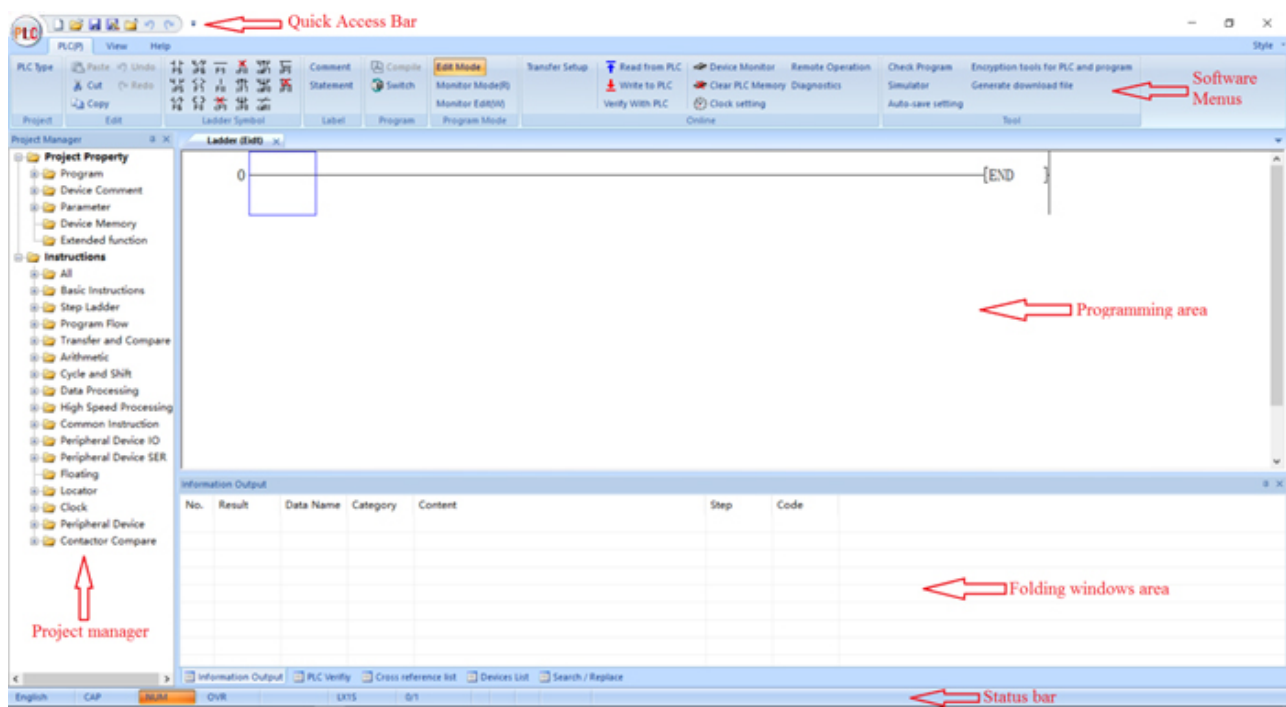 PLC
Quick Access Bar
PLC(P) View Help
Style
PLC Type Paste Undo Comment Compile Edit Mode Transfer Setup Read from PLC Device Monitor Remote Operation Check Program Encryption tools for PLC and program
Cut Redo Statement Switch Monitor Mode(R) Write to PLC Clear PLC Memory Diagnostics Simulator Generate download file
Copy Monitor Edit(W) Verify With PLC Clock setting Auto-save setting
Software
Menus
Project Edit Ladder Symbol Label Program Program Mode Online Tool
Project Manager
Ladder (Eidt)
Project Property
Program
Device Comment
Parameter
Device Memory
Extended function
Instructions
All
Basic Instructions
Step Ladder
Program Flow
Transfer and Compare
Arithmetic
Cycle and Shift
Data Processing
High Speed Processing
Common Instruction
Peripheral Device IO
Peripheral Device SER
Floating
Locator
Clock
Peripheral Device
Contactor Compare
Project manager
0 [END ]
Programming area
Information Output
No. Result Data Name Category Content Step Code
Folding windows area
Information Output PLC Verifiy Cross reference list Devices List Search / Replace
English CAP NUM OVR LX1S 0/1
Status bar